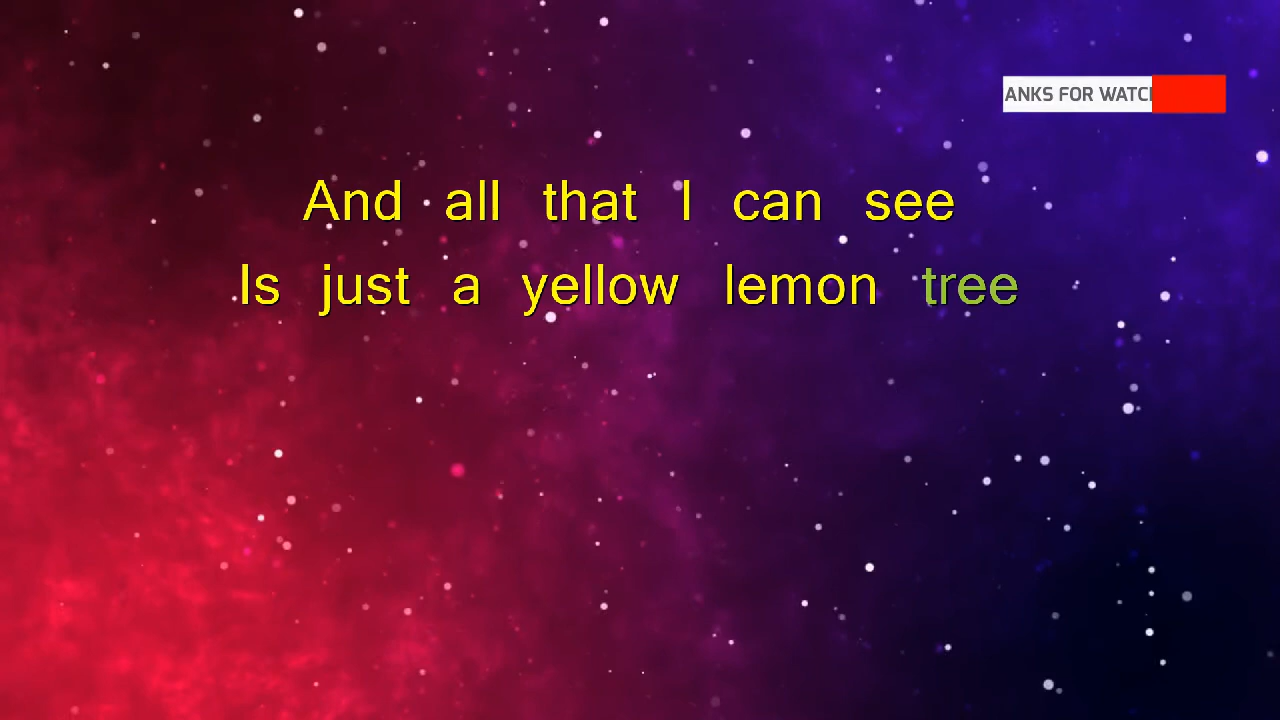 ANKS FOR WATC
And all that I can see
Is just a yellow lemon tree